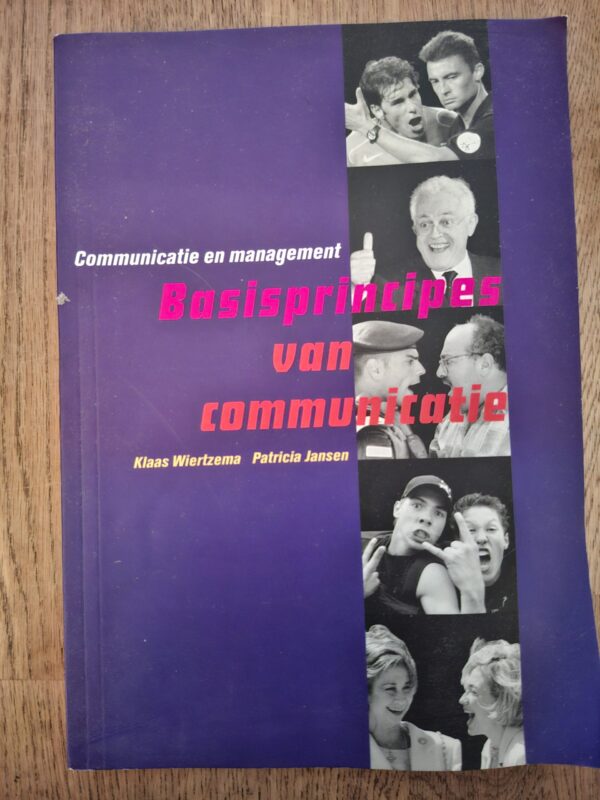 Communicatie en management
Basisprincipes
van
communicatie
Klaas Wiertzema Patricia Jansen